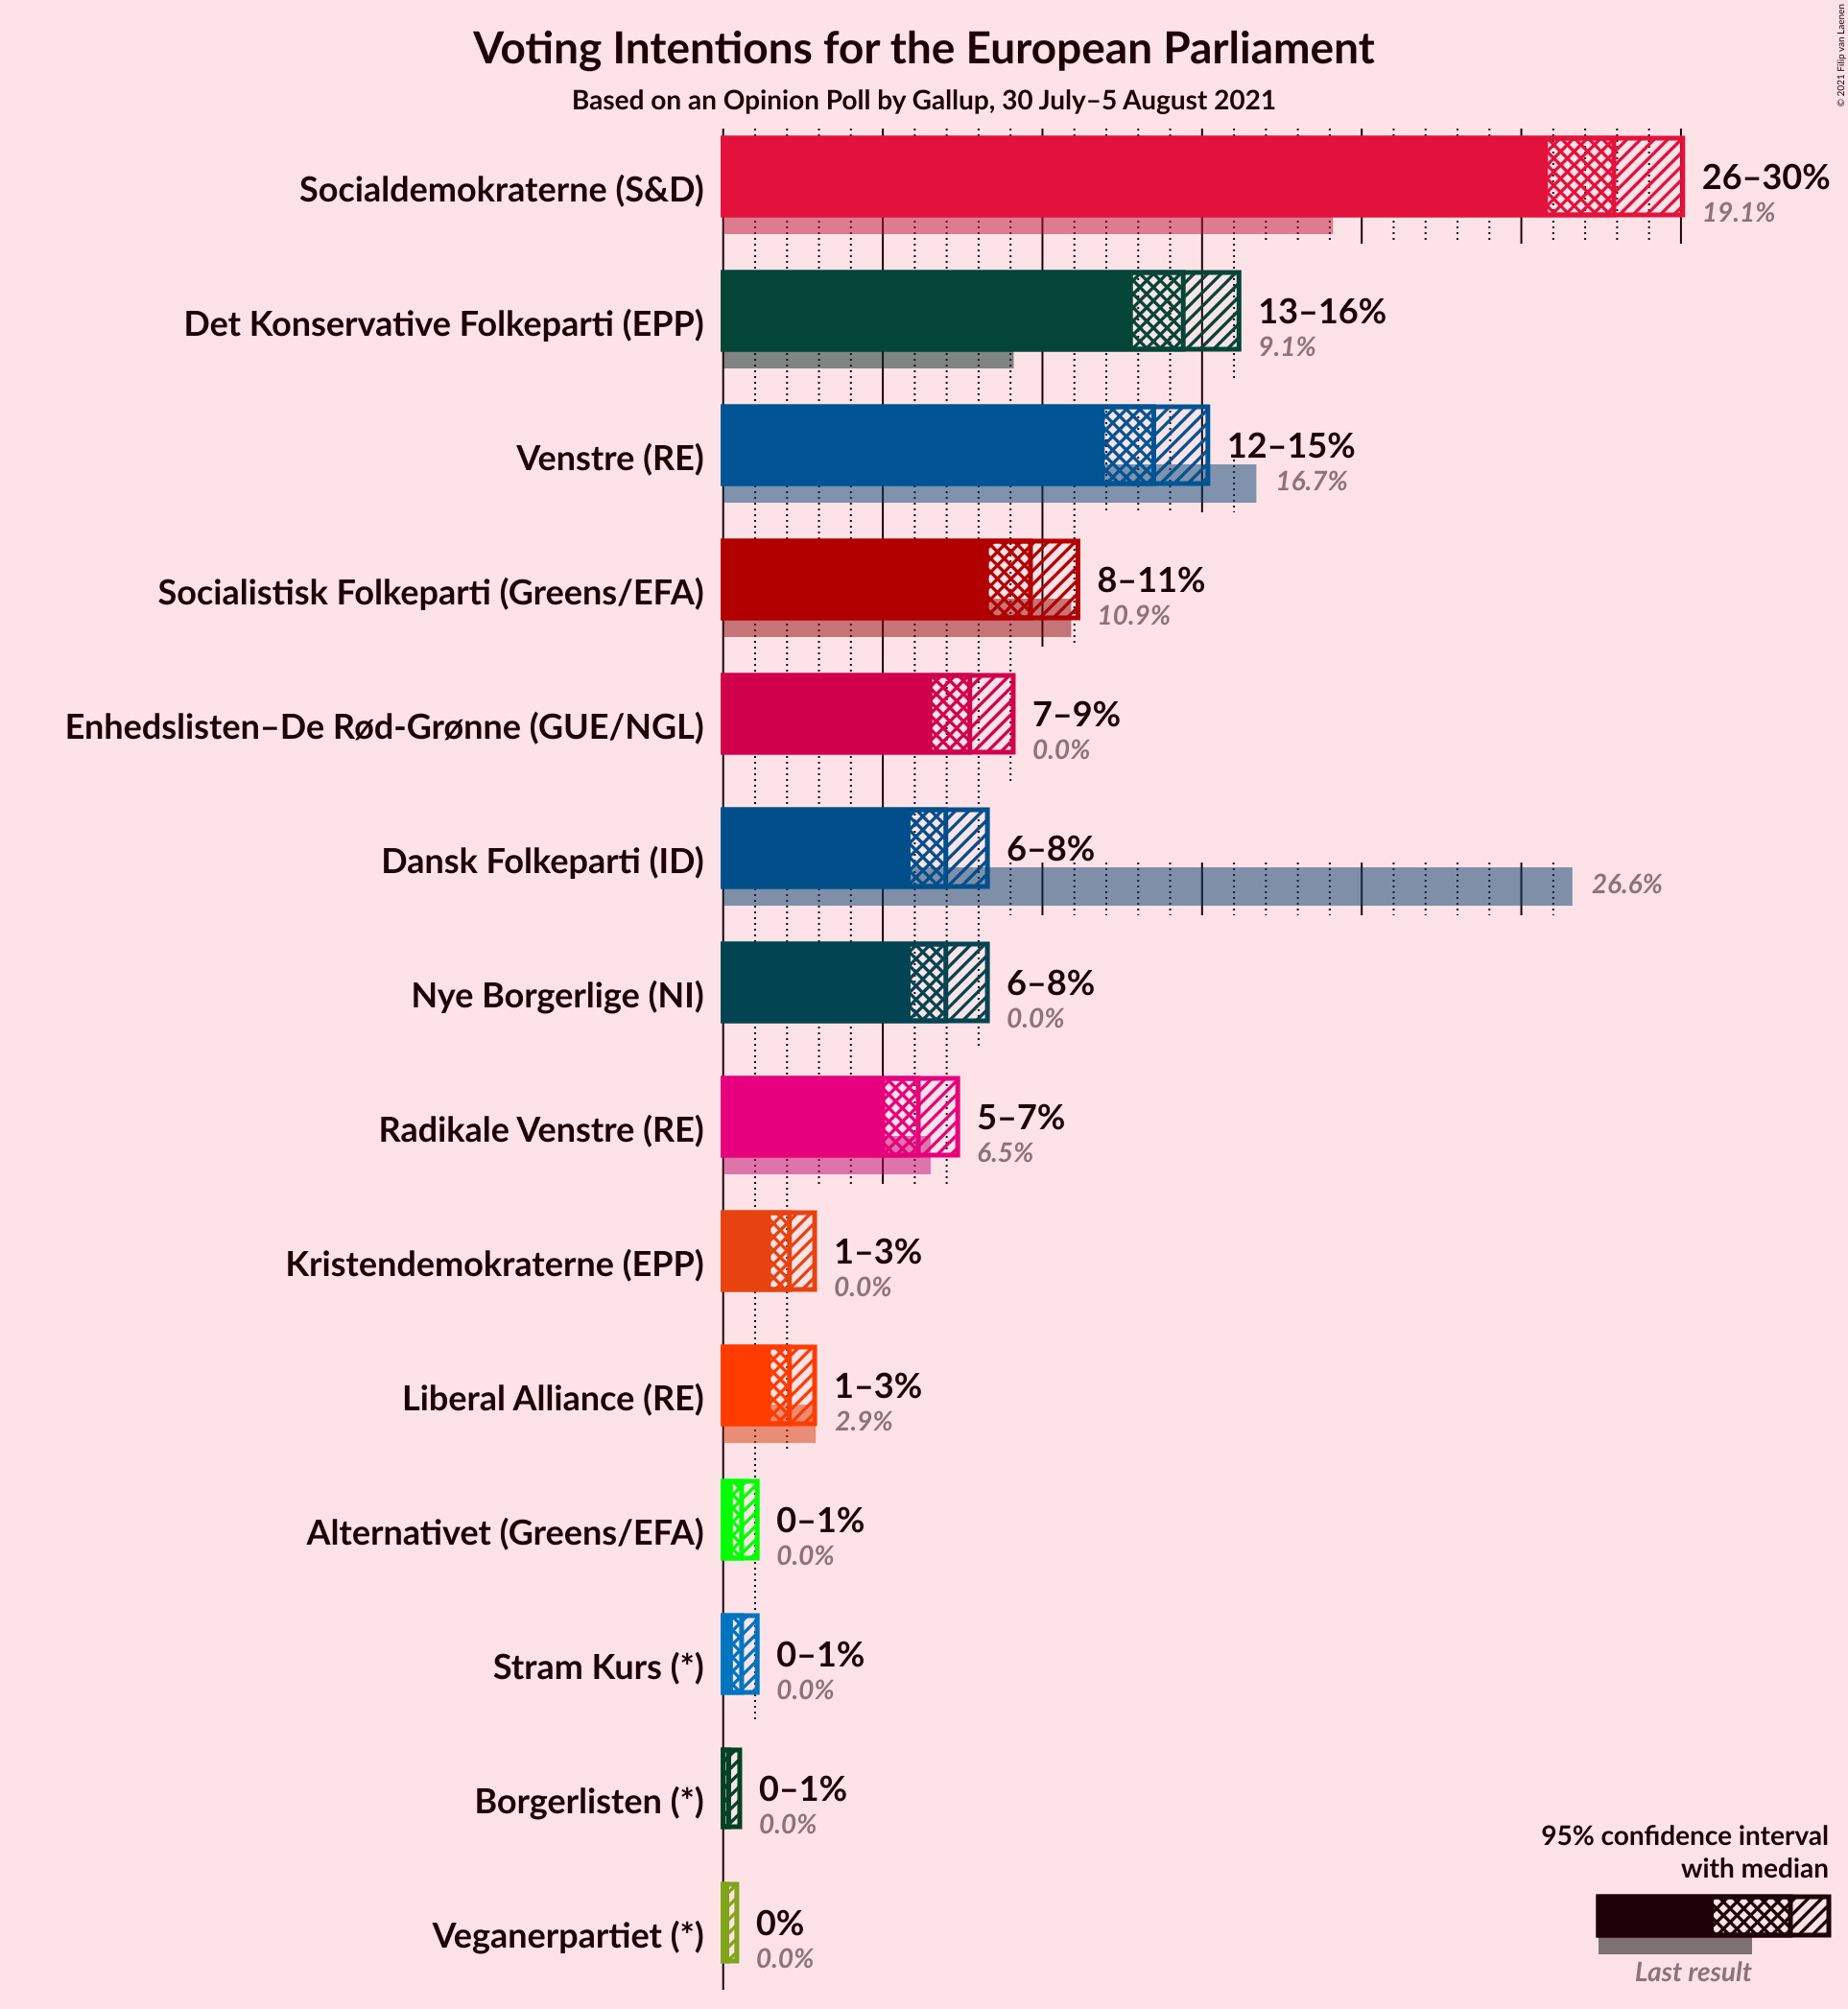 Voting Intentions for the European Parliament
Based on an Opinion Poll by Gallup, 30 July–5 August 2021
© 2021 Filip van Laenen
Socialdemokraterne (S&D)
26–30%
19.1%
Det Konservative Folkeparti (EPP)
13–16%
9.1%
Venstre (RE)
12–15%
16.7%
Socialistisk Folkeparti (Greens/EFA)
8–11%
10.9%
Enhedslisten–De Rød-Grønne (GUE/NGL)
7–9%
0.0%
Dansk Folkeparti (ID)
6–8%
26.6%
Nye Borgerlige (NI)
6–8%
0.0%
Radikale Venstre (RE)
5–7%
6.5%
Kristendemokraterne (EPP)
1–3%
0.0%
Liberal Alliance (RE)
1–3%
2.9%
Alternativet (Greens/EFA)
0–1%
0.0%
Stram Kurs (*)
0–1%
0.0%
Borgerlisten (*)
0–1%
0.0%
Veganerpartiet (*)
0%
0.0%
95% confidence interval
with median
Last result